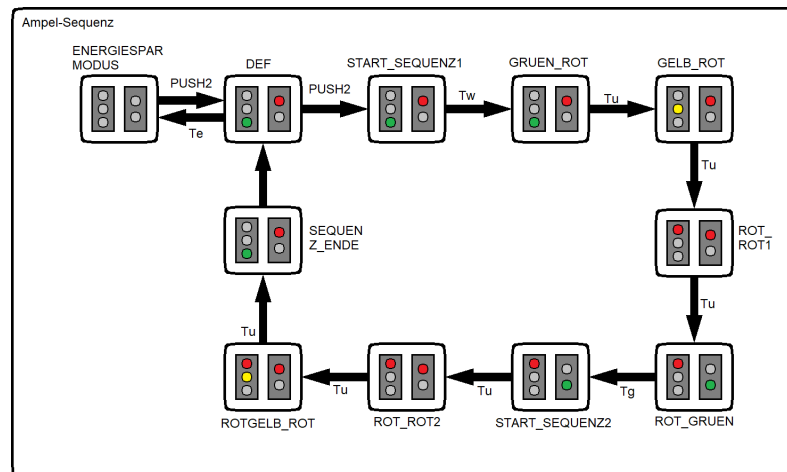 Ampel-Sequenz
ENERGIESPAR
MODUS
DEF
START_SEQUENZ1
GRUEN_ROT
GELB_ROT
PUSH2
PUSH2
Tw
Tu
Te
Tu
SEQUEN
Z_ENDE
ROT_
ROT1
Tu
Tu
Tu
Tu
Tg
ROTGELB_ROT
ROT_ROT2
START_SEQUENZ2
ROT_GRUEN